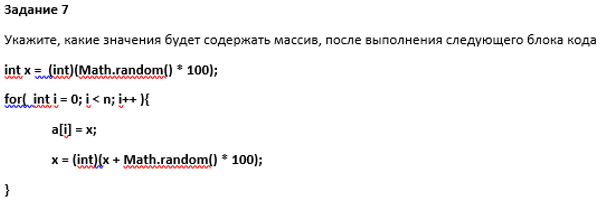 Задание 7
Укажите, какие значения будет содержать массив, после выполнения следующего блока кода
int x = (int)(Math.random() * 100);
for( int i = 0; i < n; i++ ){
a[i] = x;
x = (int)(x + Math.random() * 100);
}